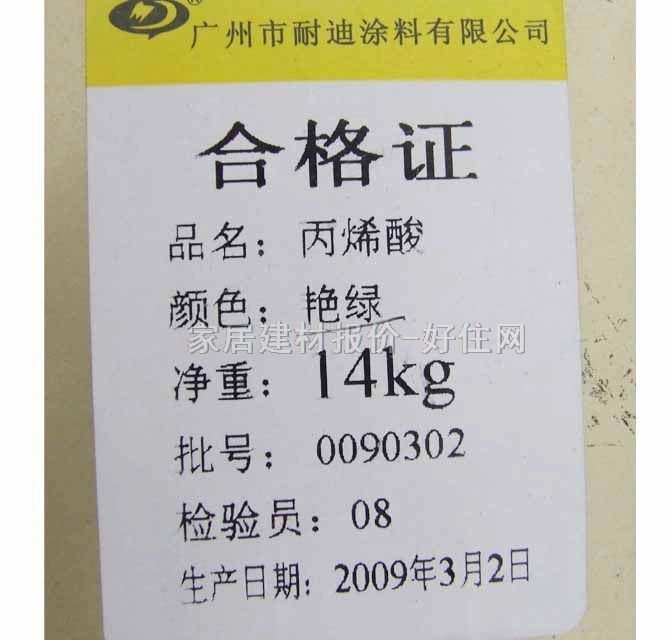 广州市耐迪涂料有限公司
合格证
品名：丙烯酸
颜色：艳绿
家居建材报价-好住网
净重：14kg
批号：0090302
检验员：08
生产日期：2009年3月2日